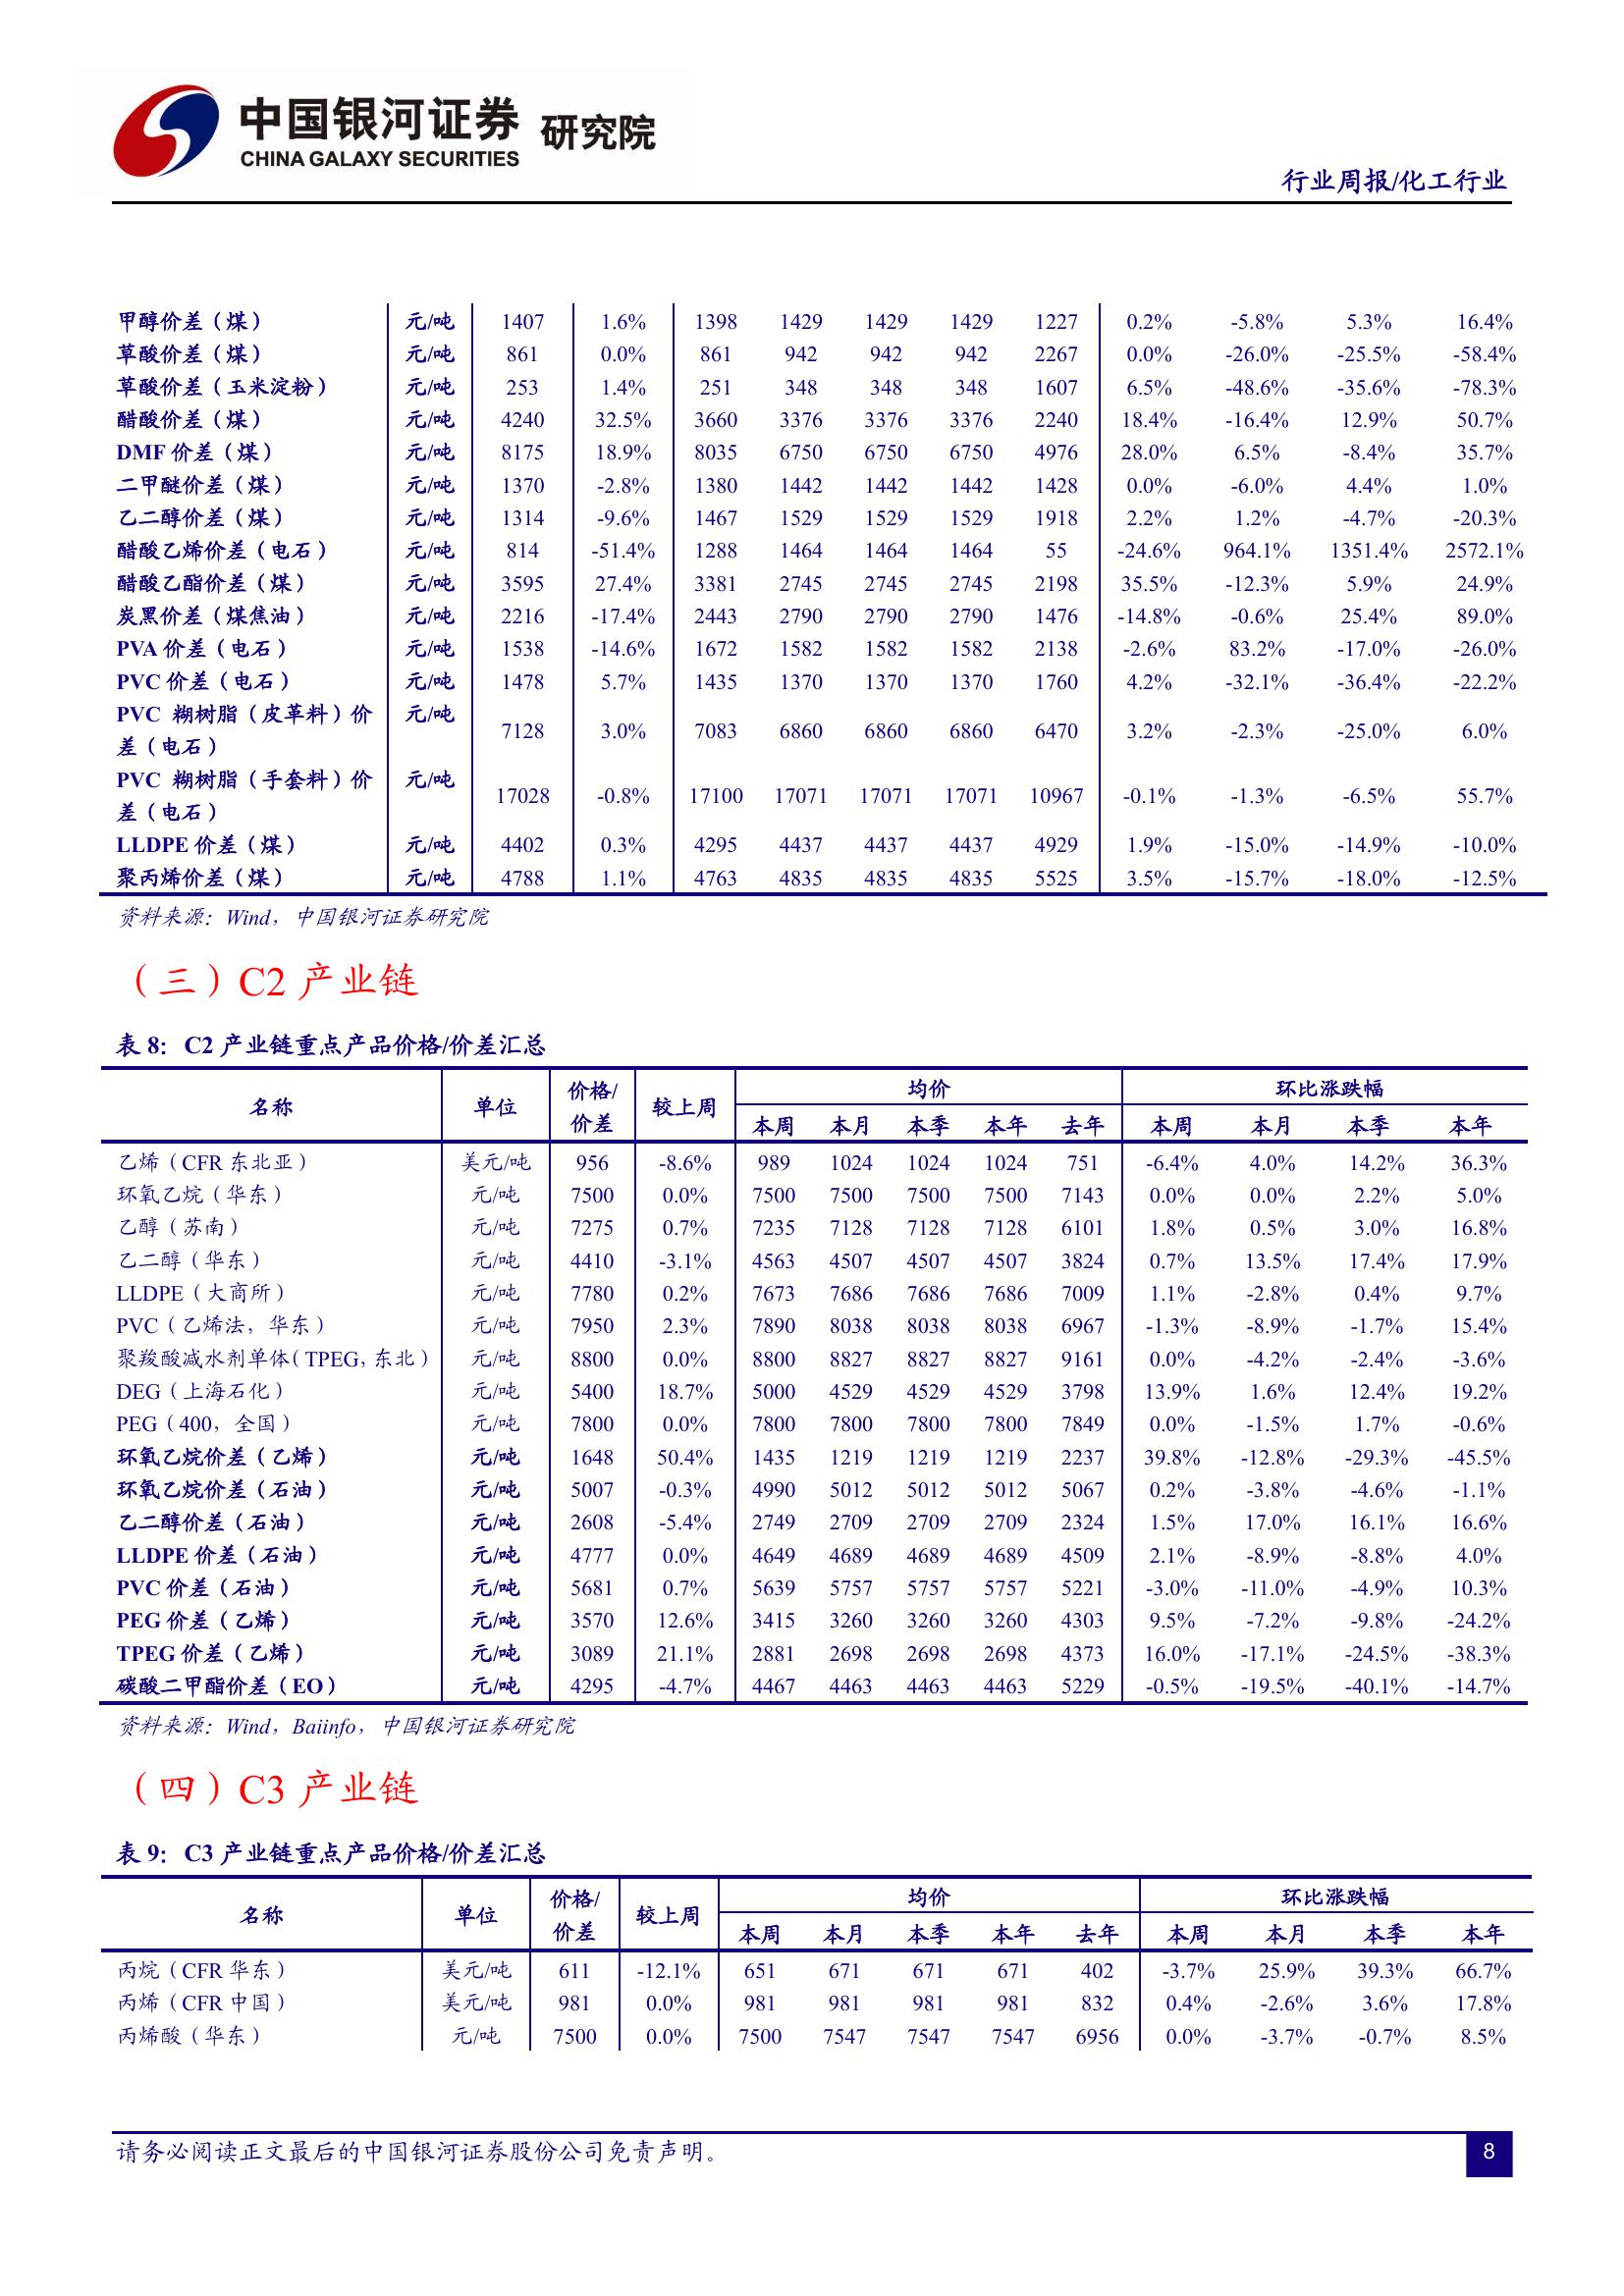 中国银河证券 研究院
CHINA GALAXY SECURITIES
行业周报/化工行业
甲醇价差（煤） 元/吨 1407 1.6% 1398 1429 1429 1429 1227 0.2% -5.8% 5.3% 16.4%
草酸价差（煤） 元/吨 861 0.0% 861 942 942 942 2267 0.0% -26.0% -25.5% -58.4%
草酸价差（玉米淀粉） 元/吨 253 1.4% 251 348 348 348 1607 6.5% -48.6% -35.6% -78.3%
醋酸价差（煤） 元/吨 4240 32.5% 3660 3376 3376 3376 2240 18.4% -16.4% 12.9% 50.7%
DMF 价差（煤） 元/吨 8175 18.9% 8035 6750 6750 6750 4976 28.0% 6.5% -8.4% 35.7%
二甲醚价差（煤） 元/吨 1370 -2.8% 1380 1442 1442 1442 1428 0.0% -6.0% 4.4% 1.0%
乙二醇价差（煤） 元/吨 1314 -9.6% 1467 1529 1529 1529 1918 2.2% 1.2% -4.7% -20.3%
醋酸乙烯价差（电石） 元/吨 814 -51.4% 1288 1464 1464 1464 55 -24.6% 964.1% 1351.4% 2572.1%
醋酸乙酯价差（煤） 元/吨 3595 27.4% 3381 2745 2745 2745 2198 35.5% -12.3% 5.9% 24.9%
炭黑价差（煤焦油） 元/吨 2216 -17.4% 2443 2790 2790 2790 1476 -14.8% -0.6% 25.4% 89.0%
PVA 价差（电石） 元/吨 1538 -14.6% 1672 1582 1582 1582 2138 -2.6% 83.2% -17.0% -26.0%
PVC 价差（电石） 元/吨 1478 5.7% 1435 1370 1370 1370 1760 4.2% -32.1% -36.4% -22.2%
PVC 糊树脂（皮革料）价 元/吨
7128 3.0% 7083 6860 6860 6860 6470 3.2% -2.3% -25.0% 6.0%
差（电石）
PVC 糊树脂（手套料）价 元/吨
17028 -0.8% 17100 17071 17071 17071 10967 -0.1% -1.3% -6.5% 55.7%
差（电石）
LLDPE 价差（煤） 元/吨 4402 0.3% 4295 4437 4437 4437 4929 1.9% -15.0% -14.9% -10.0%
聚丙烯价差（煤） 元/吨 4788 1.1% 4763 4835 4835 4835 5525 3.5% -15.7% -18.0% -12.5%
资料来源：Wind，中国银河证券研究院
（三）C2 产业链
表 8：C2 产业链重点产品价格/价差汇总
名称 单位 价格/ 较上周 均价 环比涨跌幅
价差 本周 本月 本季 本年 去年 本周 本月 本季 本年
乙烯（CFR 东北亚） 美元/吨 956 -8.6% 989 1024 1024 1024 751 -6.4% 4.0% 14.2% 36.3%
环氧乙烷（华东） 元/吨 7500 0.0% 7500 7500 7500 7500 7143 0.0% 0.0% 2.2% 5.0%
乙醇（苏南） 元/吨 7275 0.7% 7235 7128 7128 7128 6101 1.8% 0.5% 3.0% 16.8%
乙二醇（华东） 元/吨 4410 -3.1% 4563 4507 4507 4507 3824 0.7% 13.5% 17.4% 17.9%
LLDPE（大商所） 元/吨 7780 0.2% 7673 7686 7686 7686 7009 1.1% -2.8% 0.4% 9.7%
PVC（乙烯法，华东） 元/吨 7950 2.3% 7890 8038 8038 8038 6967 -1.3% -8.9% -1.7% 15.4%
聚羧酸减水剂单体（TPEG，东北） 元/吨 8800 0.0% 8800 8827 8827 8827 9161 0.0% -4.2% -2.4% -3.6%
DEG（上海石化） 元/吨 5400 18.7% 5000 4529 4529 4529 3798 13.9% 1.6% 12.4% 19.2%
PEG（400，全国） 元/吨 7800 0.0% 7800 7800 7800 7800 7849 0.0% -1.5% 1.7% -0.6%
环氧乙烷价差（乙烯） 元/吨 1648 50.4% 1435 1219 1219 1219 2237 39.8% -12.8% -29.3% -45.5%
环氧乙烷价差（石油） 元/吨 5007 -0.3% 4990 5012 5012 5012 5067 0.2% -3.8% -4.6% -1.1%
乙二醇价差（石油） 元/吨 2608 -5.4% 2749 2709 2709 2709 2324 1.5% 17.0% 16.1% 16.6%
LLDPE 价差（石油） 元/吨 4777 0.0% 4649 4689 4689 4689 4509 2.1% -8.9% -8.8% 4.0%
PVC 价差（石油） 元/吨 5681 0.7% 5639 5757 5757 5757 5221 -3.0% -11.0% -4.9% 10.3%
PEG 价差（乙烯） 元/吨 3570 12.6% 3415 3260 3260 3260 4303 9.5% -7.2% -9.8% -24.2%
TPEG 价差（乙烯） 元/吨 3089 21.1% 2881 2698 2698 2698 4373 16.0% -17.1% -24.5% -38.3%
碳酸二甲酯价差（EO） 元/吨 4295 -4.7% 4467 4463 4463 4463 5229 -0.5% -19.5% -40.1% -14.7%
资料来源：Wind，Baiinfo，中国银河证券研究院
（四）C3 产业链
表 9：C3 产业链重点产品价格/价差汇总
名称 单位 价格/ 较上周 均价 环比涨跌幅
价差 本周 本月 本季 本年 去年 本周 本月 本季 本年
丙烷（CFR 华东） 美元/吨 611 -12.1% 651 671 671 671 402 -3.7% 25.9% 39.3% 66.7%
丙烯（CFR 中国） 美元/吨 981 0.0% 981 981 981 981 832 0.4% -2.6% 3.6% 17.8%
丙烯酸（华东） 元/吨 7500 0.0% 7500 7547 7547 7547 6956 0.0% -3.7% -0.7% 8.5%
请务必阅读正文最后的中国银河证券股份公司免责声明。
8